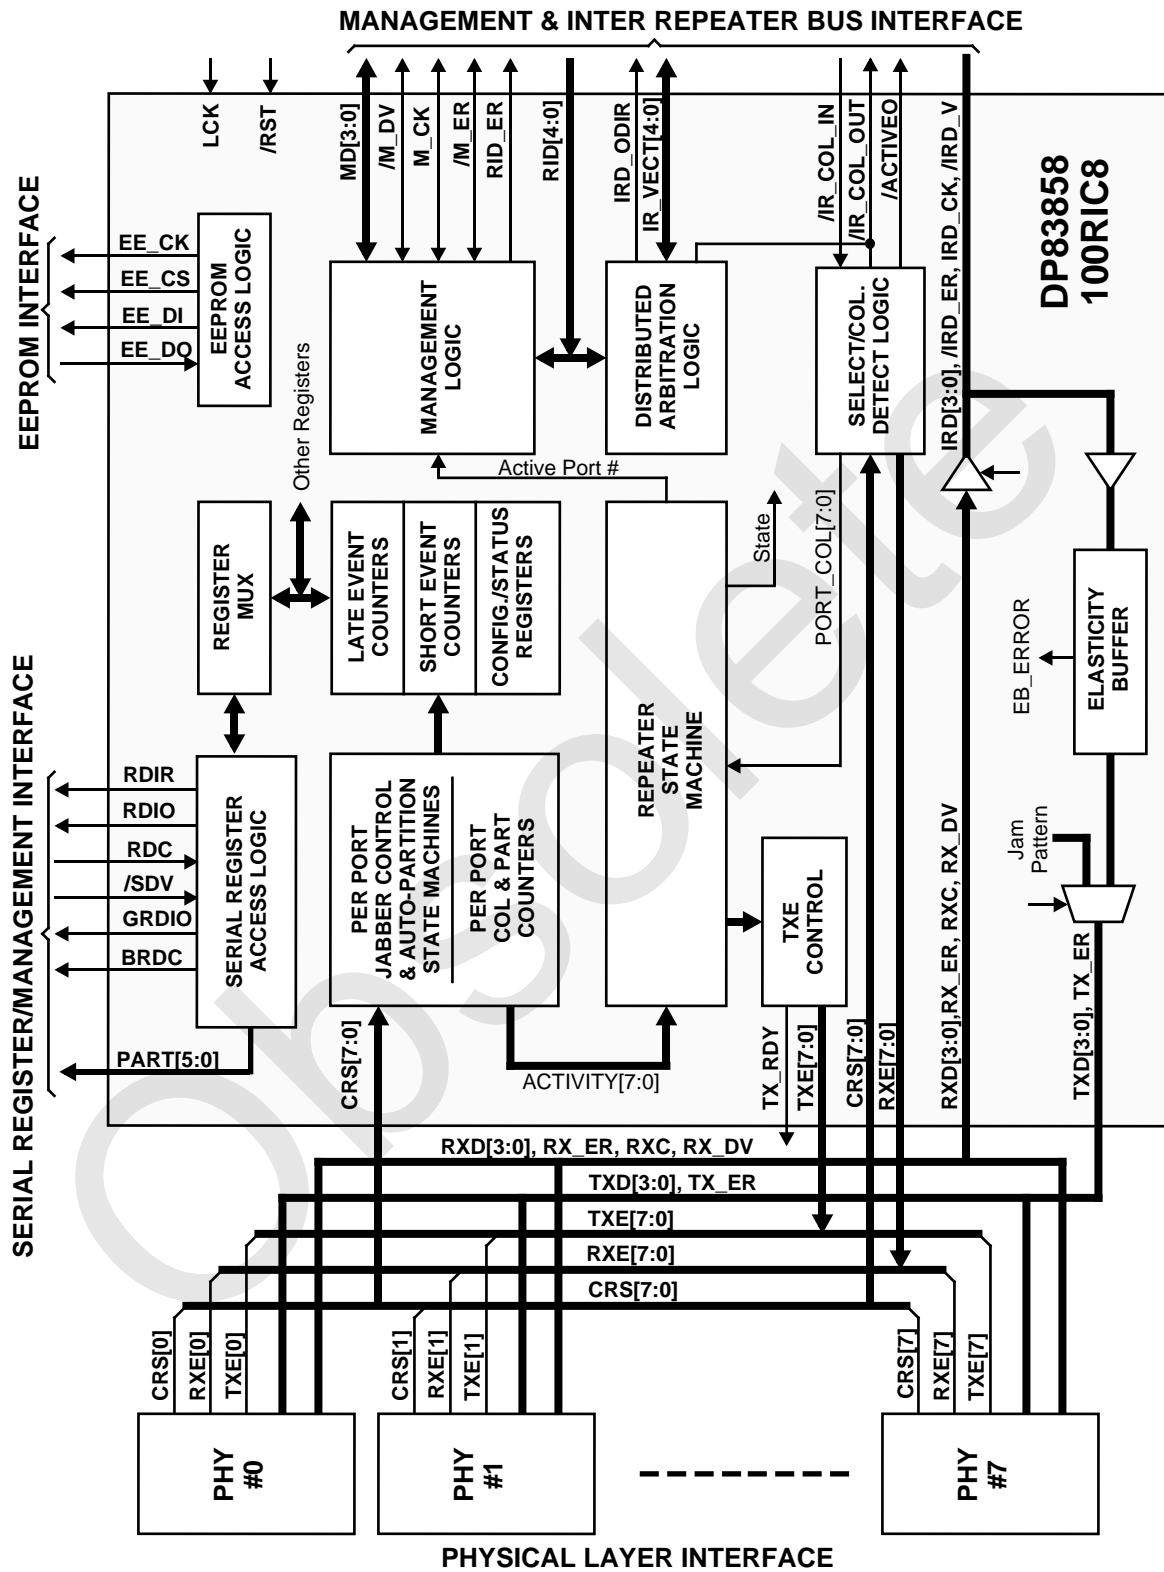 MANAGEMENT & INTER REPEATER BUS INTERFACE
LCK
/RST
MD[3:0]
/M_DV
M_CK
/M_ER
RID_ER
RID[4:0]
IRD_ODIR
IR_VECT[4:0]
/IR_COL_IN
/IR_COL_OUT
/ACTIVEO
IRD[3:0], /IRD_ER, IRD_CK, /IRD_V
DP83858
100RIC8
EEPROM INTERFACE
EE_CK
EE_CS
EE_DI
EE_DO
EEPROM
ACCESS LOGIC
MANAGEMENT
LOGIC
DISTRIBUTED
ARBITRATION
LOGIC
SELECT/COL.
DETECT LOGIC
Other Registers
Active Port #
REGISTER
MUX
LATE EVENT
COUNTERS
SHORT EVENT
COUNTERS
CONFIG./STATUS
REGISTERS
State
PORT_COL[7:0]
EB_ERROR
ELASTICITY
BUFFER
SERIAL REGISTER/MANAGEMENT INTERFACE
RDIR
RDIO
RDC
/SDV
GRDIO
BRDC
PART[5:0]
SERIAL REGISTER
ACCESS LOGIC
PER PORT
JABBER CONTROL
& AUTO-PARTITION
STATE MACHINES
PER PORT
COL & PART
COUNTERS
REPEATER
STATE
MACHINE
TXE
CONTROL
Jam
Pattern
CRS[7:0]
ACTIVITY[7:0]
TX_RDY
TXE[7:0]
CRS[7:0]
RXE[7:0]
RXD[3:0],RX_ER, RXC, RX_DV
TXD[3:0], TX_ER
RXD[3:0], RX_ER, RXC, RX_DV
TXD[3:0], TX_ER
TXE[7:0]
RXE[7:0]
CRS[7:0]
CRS[0]
RXE[0]
TXE[0]
CRS[1]
RXE[1]
TXE[1]
CRS[7]
RXE[7]
TXE[7]
PHY
#0
PHY
#1
PHY
#7
PHYSICAL LAYER INTERFACE
Obsolete